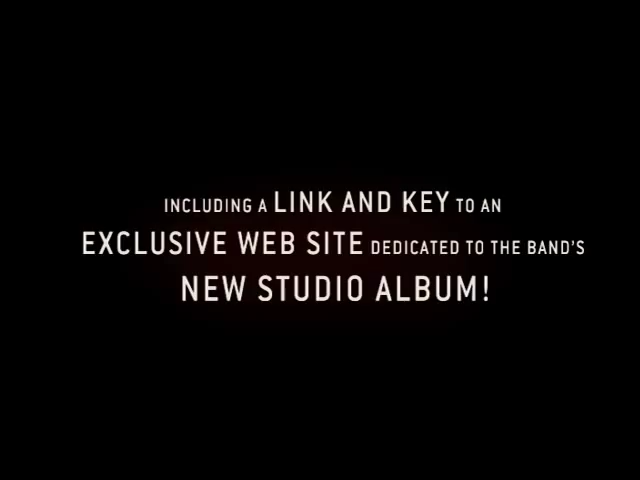 INCLUDING A LINK AND KEY TO AN
EXCLUSIVE WEB SITE DEDICATED TO THE BAND'S
NEW STUDIO ALBUM!